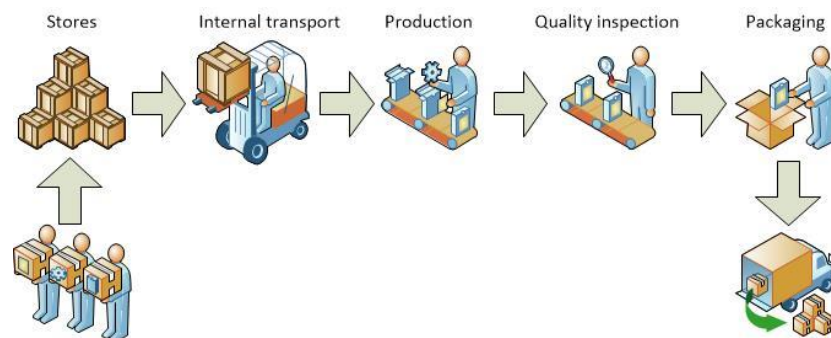 Stores
Internal transport
Production
Quality inspection
Packaging